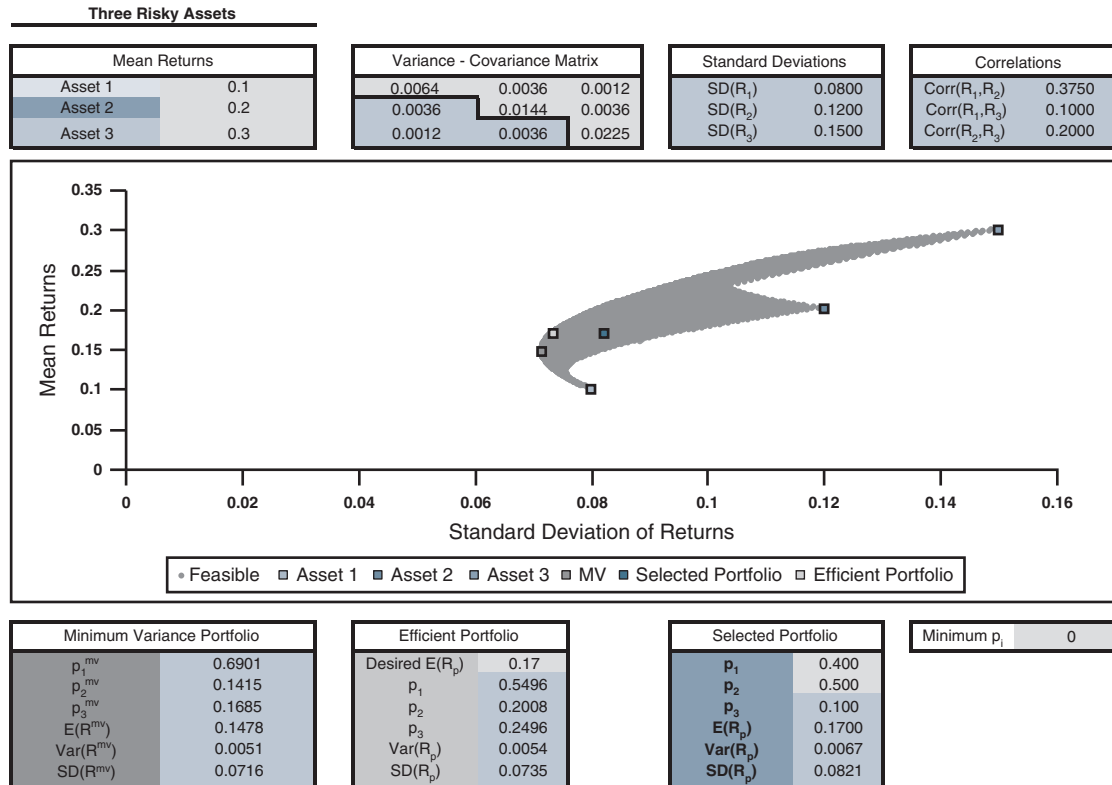 Three Risky Assets
Mean Returns
Asset 1 0.1
Asset 2 0.2
Asset 3 0.3
Variance - Covariance Matrix
0.0064 0.0036 0.0012
0.0036 0.0144 0.0036
0.0012 0.0036 0.0225
Standard Deviations
SD(R₁) 0.0800
SD(R₂) 0.1200
SD(R₃) 0.1500
Correlations
Corr(R₁,R₂) 0.3750
Corr(R₁,R₃) 0.1000
Corr(R₂,R₃) 0.2000
Mean Returns
0.35
0.3
0.25
0.2
0.15
0.1
0.05
0
0 0.02 0.04 0.06 0.08 0.1 0.12 0.14 0.16
Standard Deviation of Returns
Feasible Asset 1 Asset 2 Asset 3 MV Selected Portfolio Efficient Portfolio
Minimum Variance Portfolio
p₁ᵐᵛ 0.6901
p₂ᵐᵛ 0.1415
p₃ᵐᵛ 0.1685
E(Rᵐᵛ) 0.1478
Var(Rᵐᵛ) 0.0051
SD(Rᵐᵛ) 0.0716
Efficient Portfolio
Desired E(Rₚ) 0.17
p₁ 0.5496
p₂ 0.2008
p₃ 0.2496
Var(Rₚ) 0.0054
SD(Rₚ) 0.0735
Selected Portfolio
p₁ 0.400
p₂ 0.500
p₃ 0.100
E(Rₚ) 0.1700
Var(Rₚ) 0.0067
SD(Rₚ) 0.0821
Minimum pᵢ 0